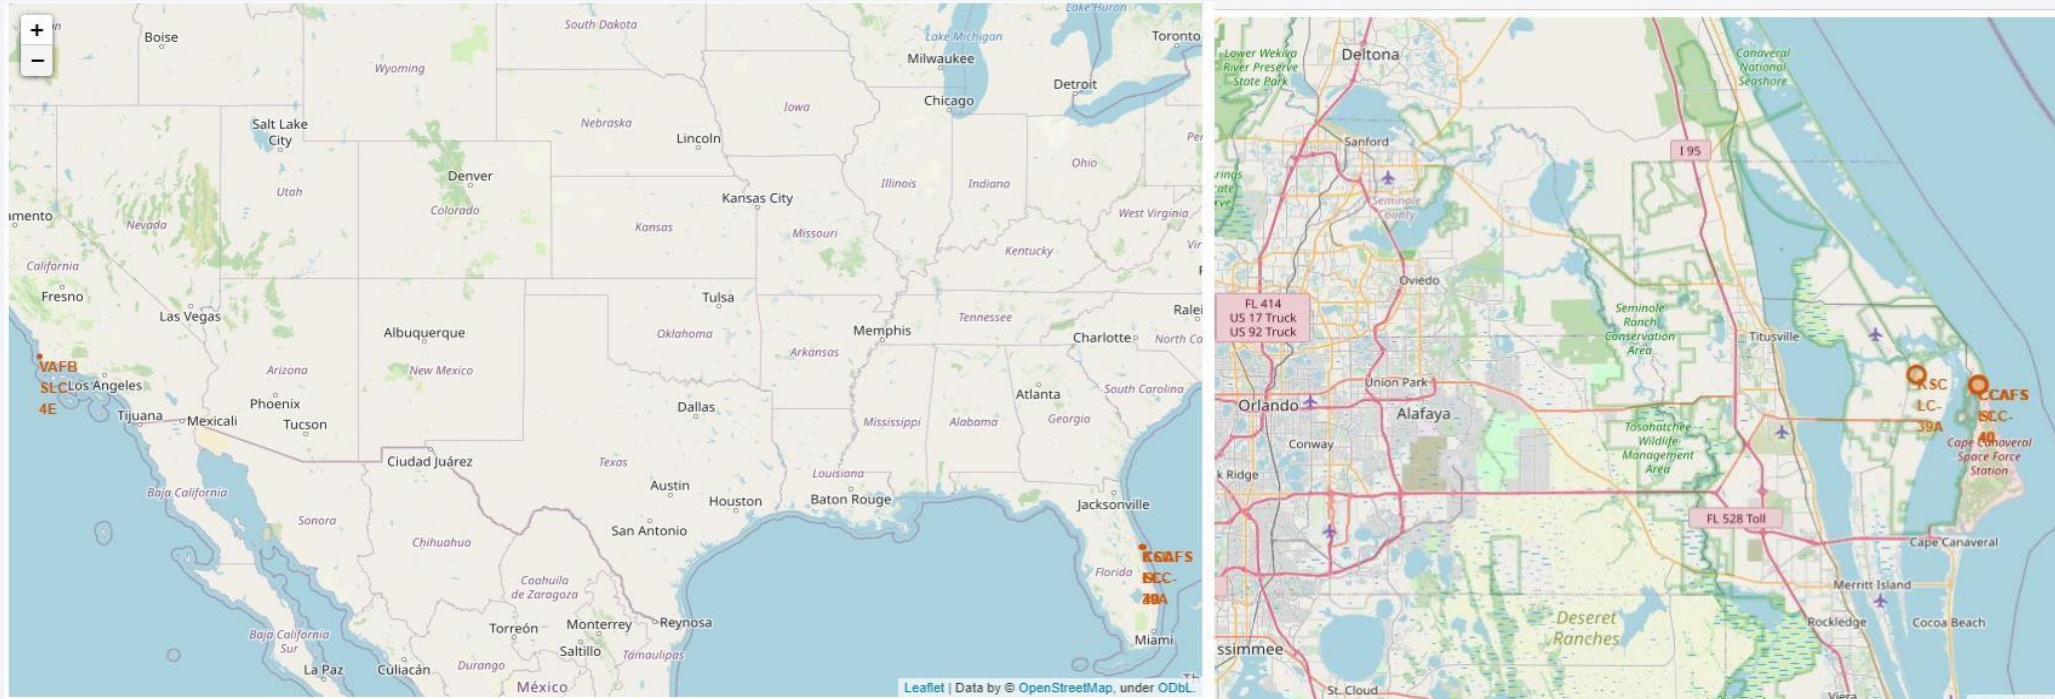 +
−
Boise
South Dakota
Lake Huron
Lake Michigan
Toronto
Milwaukee
Wyoming
Detroit
Chicago
Iowa
Salt Lake
City
Nebraska
Lincoln
Ohio
Denver
Utah
Illinois
Indiana
Kansas City
Colorado
amento
Nevada
Kansas
Missouri
West Virginia
Kentucky
California
Fresno
Las Vegas
Tulsa
Albuquerque
Oklahoma
Memphis
Tennessee
Charlotte
Arkansas
VAFB
SLC-
4E
Los Angeles
Arizona
New Mexico
South Carolina
Atlanta
Phoenix
Dallas
Tijuana
Mexicali
Tucson
Mississippi
Alabama
Georgia
Ciudad Juárez
Texas
Louisiana
Baja California
Austin
Houston
Baton Rouge
Jacksonville
Sonora
San Antonio
Chihuahua
Florida
Coahuila
de Zaragoza
Torreón
Monterrey
Reynosa
Baja California
Sur
Saltillo
Tamaulipas
Miami
La Paz
Culiacán
Durango
México
Leaflet | Data by © OpenStreetMap, under ODbL.
Lower Wekiva
River Preserve
State Park
Deltona
Canaveral
National
Seashore
Sanford
I 95
Seminole
County
Oviedo
FL 414
US 17 Truck
US 92 Truck
Seminole
Ranch
Conservation
Area
Titusville
Union Park
KSC
LC-
39A
CCAFS
Orlando
Alafaya
Conway
Tosohatchee
Wildlife
Management
Area
Cape Canaveral
Space Force
Station
k Ridge
FL 528 Toll
Cape Canaveral
Merritt Island
Deseret
Ranches
Rockledge
Cocoa Beach
ssimmee
St. Cloud
Viera